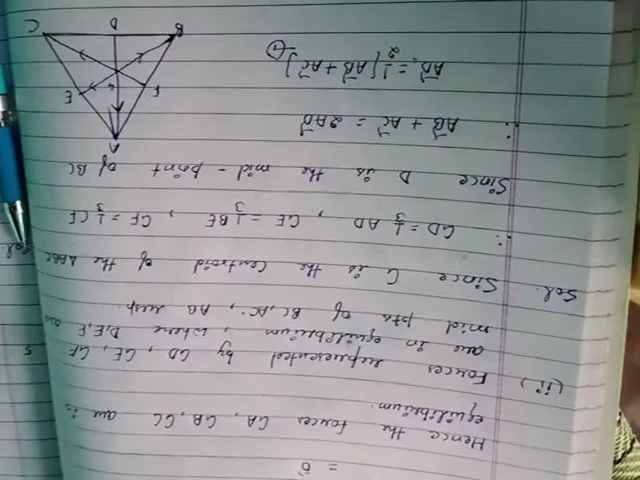 = 0⃗
Hence the forces GA, GB, GC are in
equilibrium.
(ii) Forces represented by GD, GE, GF
are in equilibrium, where D, E, F are
mid pts of BC, AC, AB resp.
Sol. Since G is the centroid of the ΔABC
∴ GD = 1/3 AD , GE = 1/3 BE , GF = 1/3 CF
Since D is the mid-point of BC
∴ AB⃗ + AC⃗ = 2AD⃗
AD⃗ = 1/2 [AB⃗ + AC⃗]
A
F
E
G
B
D
C
5
Sol.